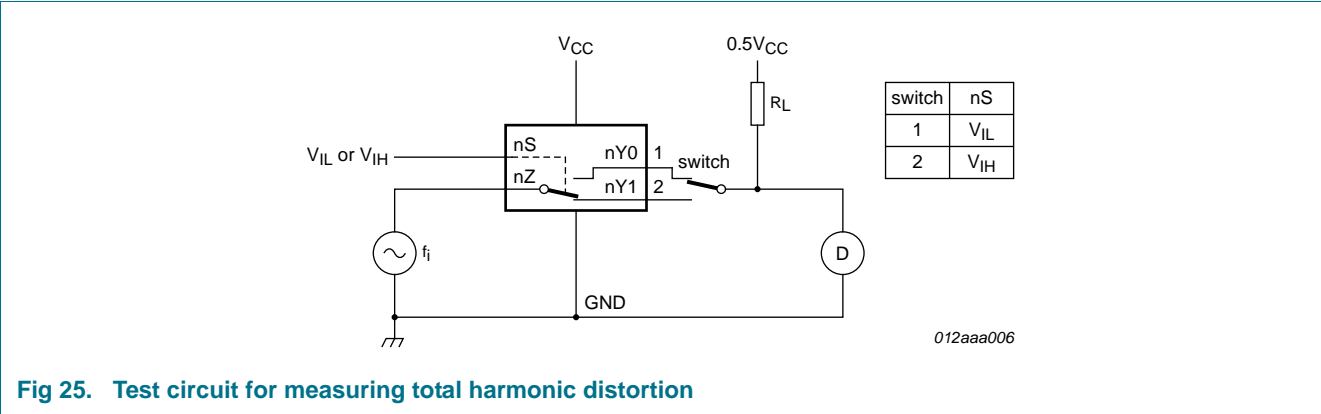 VCC
0.5VCC
RL
switch nS
1 VIL
2 VIH
VIL or VIH
nS
nZ
nY0
1
nY1
2
switch
fi
D
GND
012aaa006
Fig 25. Test circuit for measuring total harmonic distortion